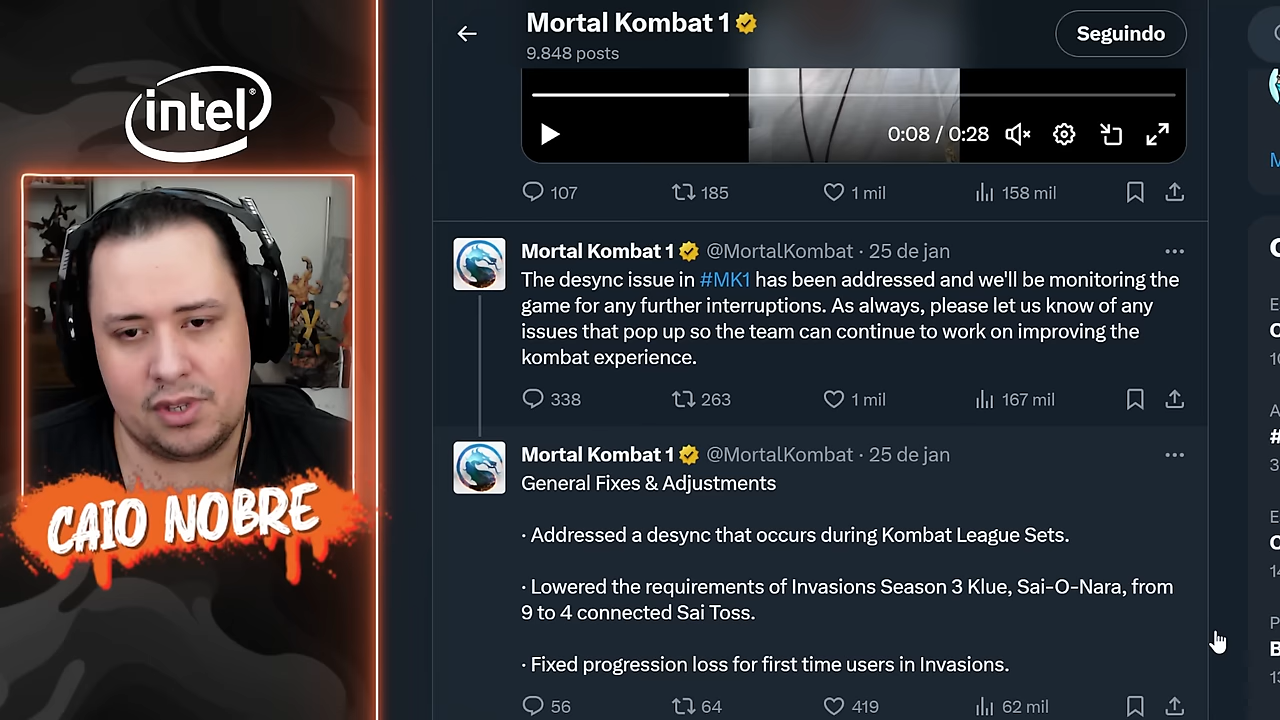 intel®
CAIO NOBRE
Mortal Kombat 1
9.848 posts
Seguindo
0:08 / 0:28
107 185 1 mil 158 mil
Mortal Kombat 1 @MortalKombat · 25 de jan
The desync issue in #MK1 has been addressed and we'll be monitoring the
game for any further interruptions. As always, please let us know of any
issues that pop up so the team can continue to work on improving the
kombat experience.
338 263 1 mil 167 mil
Mortal Kombat 1 @MortalKombat · 25 de jan
General Fixes & Adjustments
· Addressed a desync that occurs during Kombat League Sets.
· Lowered the requirements of Invasions Season 3 Klue, Sai-O-Nara, from
9 to 4 connected Sai Toss.
· Fixed progression loss for first time users in Invasions.
56 64 419 62 mil